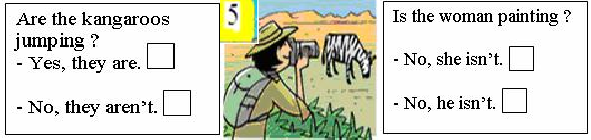 Are the kangaroos
jumping ?
- Yes, they are.
- No, they aren't.
5
Is the woman painting ?
- No, she isn't.
- No, he isn't.